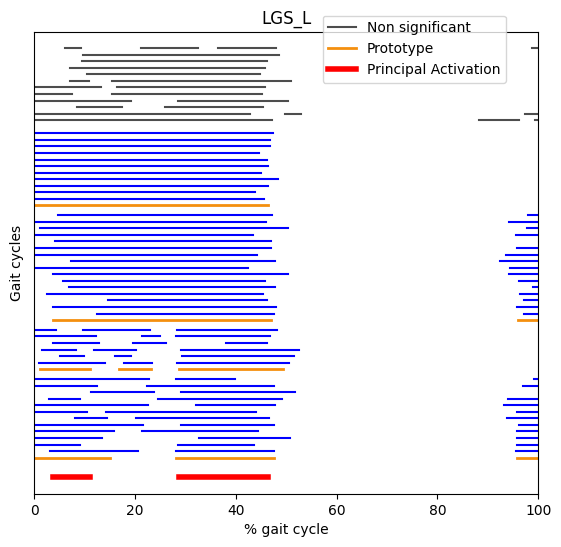 LGS_L
Non significant
Prototype
Principal Activation
Gait cycles
0 20 40 60 80 100
% gait cycle